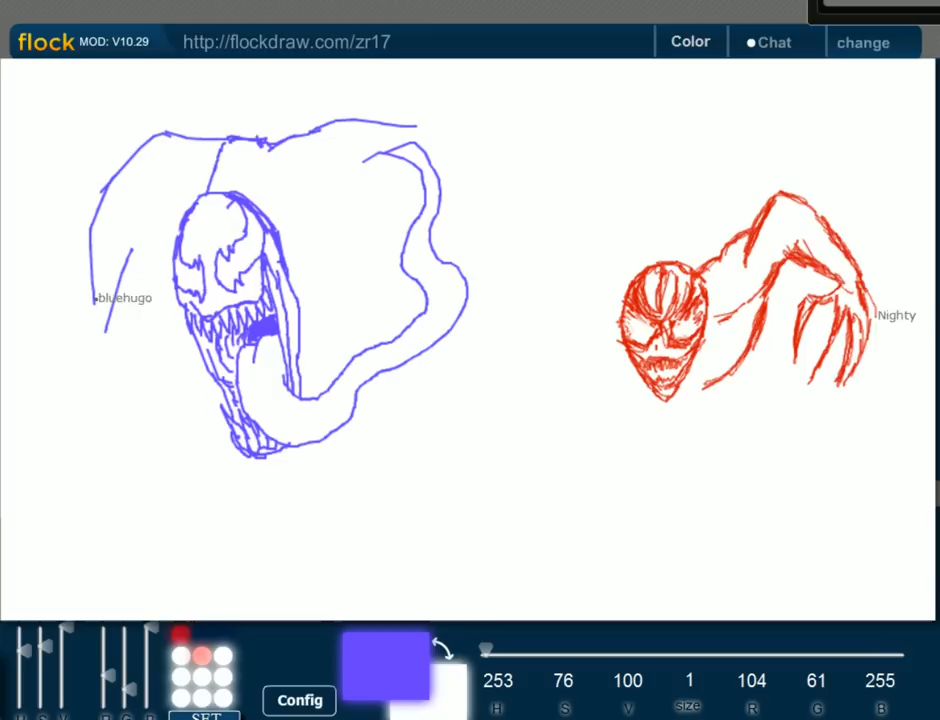 flock MOD: V10.29 http://flockdraw.com/zr17 Color Chat change
bluehugo
Nighty
253 76 100 1 104 61 255
Config
H S V size R G B
SET